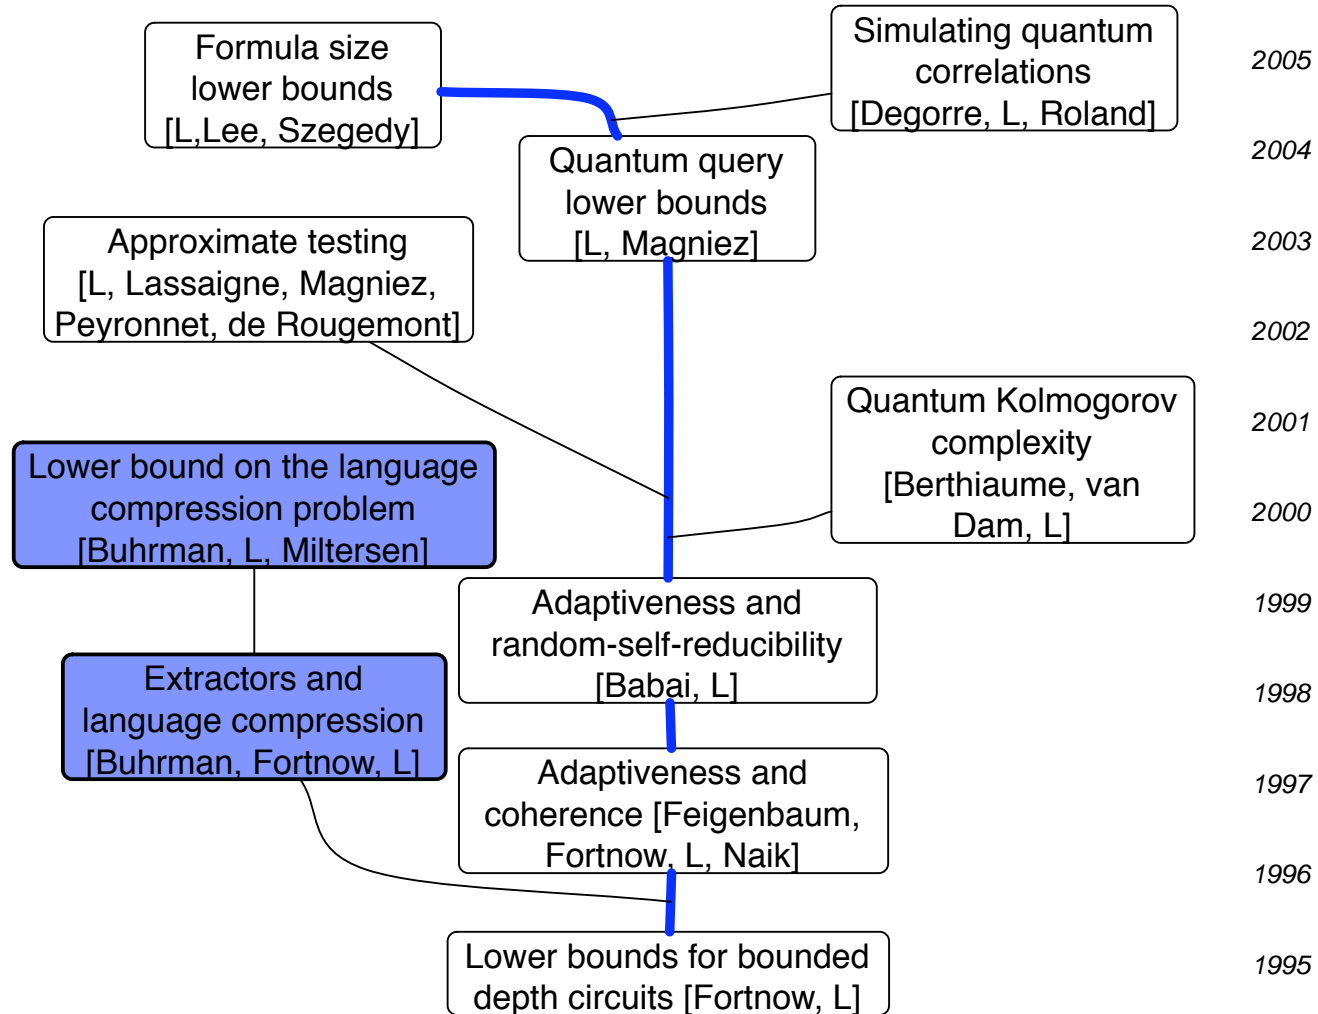 Formula size
lower bounds
[L,Lee, Szegedy]
Simulating quantum
correlations
[Degorre, L, Roland]
2005
2004
Quantum query
lower bounds
[L, Magniez]
2003
Approximate testing
[L, Lassaigne, Magniez,
Peyronnet, de Rougemont]
2002
Quantum Kolmogorov
complexity
[Berthiaume, van
Dam, L]
2001
Lower bound on the language
compression problem
[Buhrman, L, Miltersen]
2000
Adaptiveness and
random-self-reducibility
[Babai, L]
1999
Extractors and
language compression
[Buhrman, Fortnow, L]
1998
Adaptiveness and
coherence [Feigenbaum,
Fortnow, L, Naik]
1997
1996
Lower bounds for bounded
depth circuits [Fortnow, L]
1995